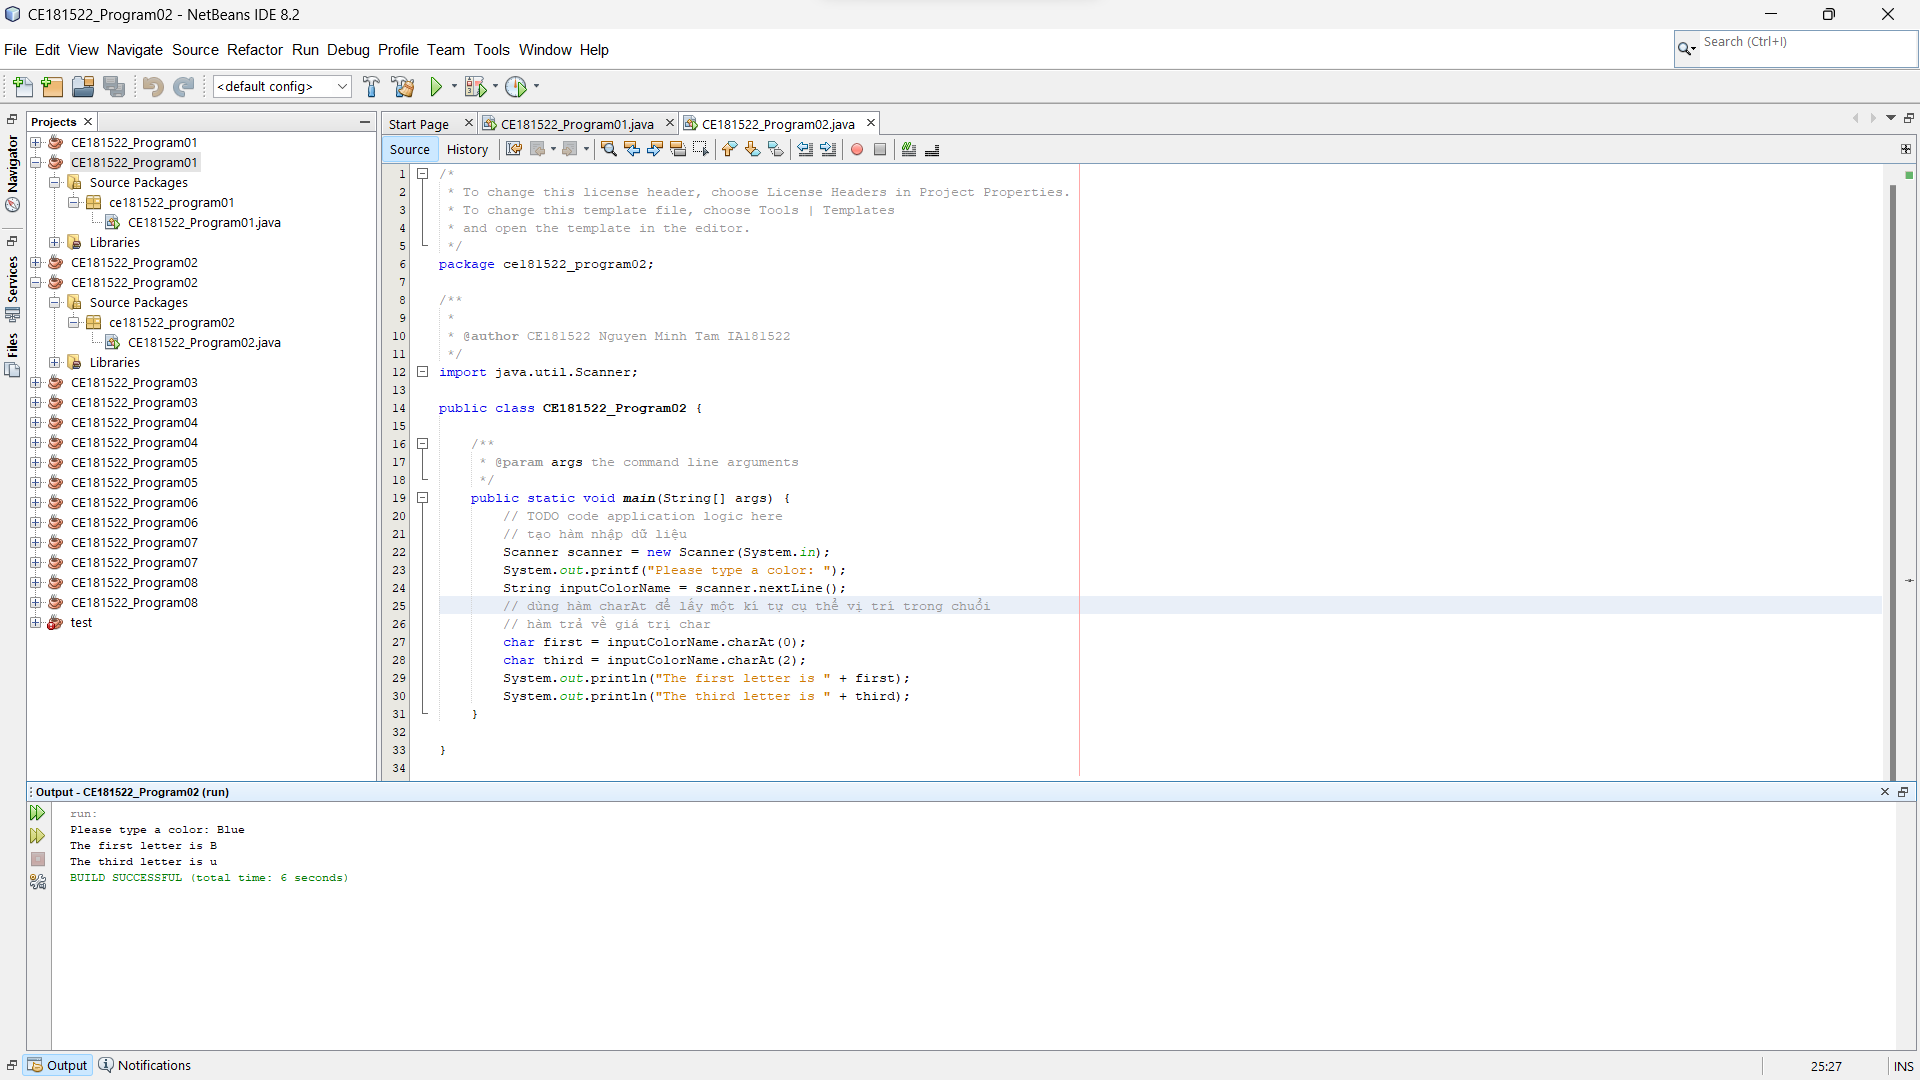 CE181522_Program02 - NetBeans IDE 8.2
File Edit View Navigate Source Refactor Run Debug Profile Team Tools Window Help
Search (Ctrl+I)
<default config>
Navigator
Services
Files
Projects
CE181522_Program01
CE181522_Program01
Source Packages
ce181522_program01
CE181522_Program01.java
Libraries
CE181522_Program02
CE181522_Program02
Source Packages
ce181522_program02
CE181522_Program02.java
Libraries
CE181522_Program03
CE181522_Program03
CE181522_Program04
CE181522_Program04
CE181522_Program05
CE181522_Program05
CE181522_Program06
CE181522_Program06
CE181522_Program07
CE181522_Program07
CE181522_Program08
CE181522_Program08
test
Start Page CE181522_Program01.java CE181522_Program02.java
Source History
1 /*
2 * To change this license header, choose License Headers in Project Properties.
3 * To change this template file, choose Tools | Templates
4 * and open the template in the editor.
5 */
6 package ce181522_program02;
7
8 /**
9 *
10 * @author CE181522 Nguyen Minh Tam IA181522
11 */
12 import java.util.Scanner;
13
14 public class CE181522_Program02 {
15
16 /**
17 * @param args the command line arguments
18 */
19 public static void main(String[] args) {
20 // TODO code application logic here
21 // tạo hàm nhập dữ liệu
22 Scanner scanner = new Scanner(System.in);
23 System.out.printf("Please type a color: ");
24 String inputColorName = scanner.nextLine();
25 // dùng hàm charAt để lấy một kí tự cụ thể vị trí trong chuỗi
26 // hàm trả về giá trị char
27 char first = inputColorName.charAt(0);
28 char third = inputColorName.charAt(2);
29 System.out.println("The first letter is " + first);
30 System.out.println("The third letter is " + third);
31 }
32
33 }
34
Output - CE181522_Program02 (run)
run:
Please type a color: Blue
The first letter is B
The third letter is u
BUILD SUCCESSFUL (total time: 6 seconds)
Output Notifications
25:27 INS